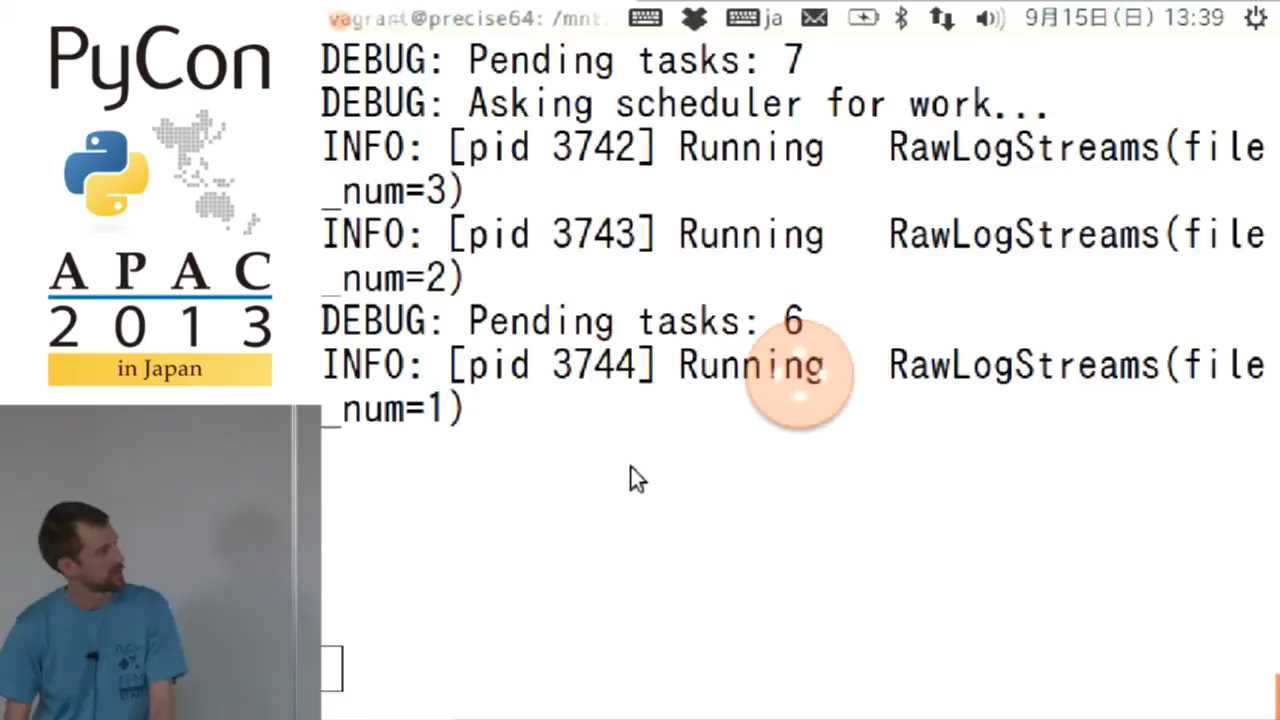 PyCon
APAC
2013
in Japan
vagrant@precise64: /mnt.
ja
9月15日(日) 13:39
DEBUG: Pending tasks: 7
DEBUG: Asking scheduler for work...
INFO: [pid 3742] Running   RawLogStreams(file
_num=3)
INFO: [pid 3743] Running   RawLogStreams(file
_num=2)
DEBUG: Pending tasks: 6
INFO: [pid 3744] Running   RawLogStreams(file
_num=1)